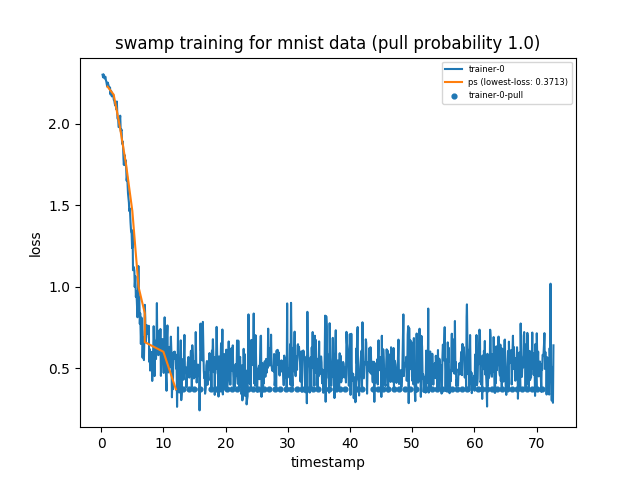 swamp training for mnist data (pull probability 1.0)
trainer-0
ps (lowest-loss: 0.3713)
trainer-0-pull
2.0
1.5
1.0
0.5
loss
0 10 20 30 40 50 60 70
timestamp